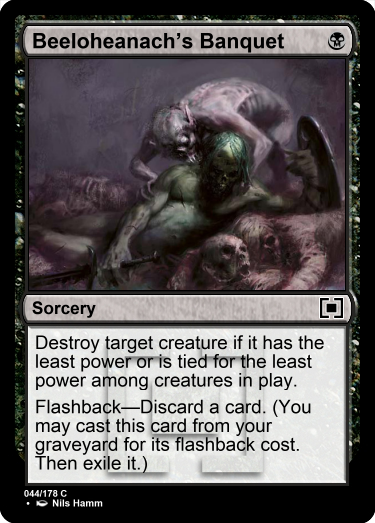 Beeloheanach's Banquet
Sorcery
Destroy target creature if it has the
least power or is tied for the least
power among creatures in play.
Flashback—Discard a card. (You
may cast this card from your
graveyard for its flashback cost.
Then exile it.)
044/178 C
• Nils Hamm